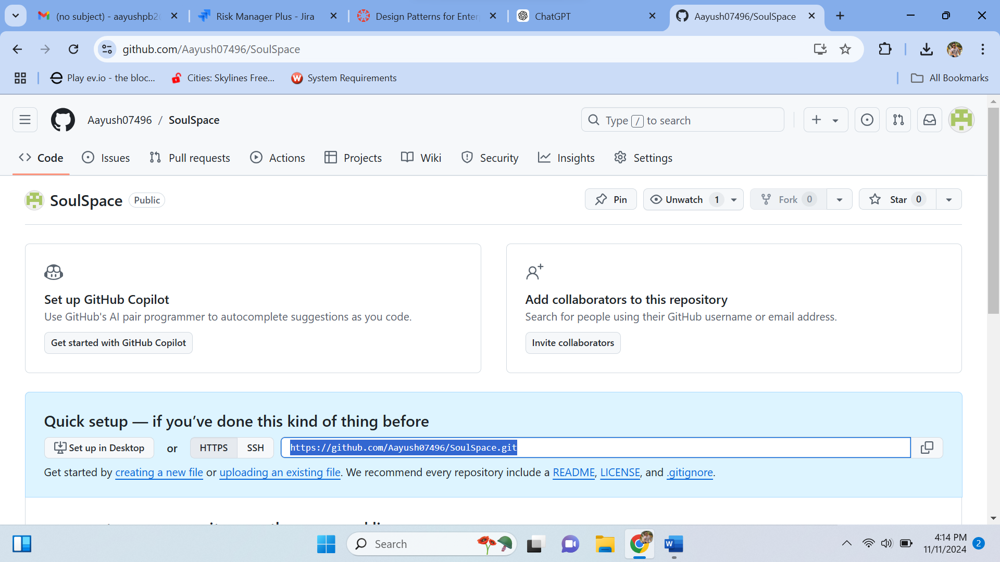 (no subject) - aayushpb2
Risk Manager Plus - Jira
Design Patterns for Enter
ChatGPT
Aayush07496/SoulSpace
github.com/Aayush07496/SoulSpace
Play ev.io - the bloc...
Cities: Skylines Free...
System Requirements
All Bookmarks
Aayush07496 / SoulSpace
Type / to search
Code
Issues
Pull requests
Actions
Projects
Wiki
Security
Insights
Settings
SoulSpace
Public
Pin
Unwatch 1
Fork 0
Star 0
Set up GitHub Copilot
Use GitHub's AI pair programmer to autocomplete suggestions as you code.
Get started with GitHub Copilot
Add collaborators to this repository
Search for people using their GitHub username or email address.
Invite collaborators
Quick setup — if you’ve done this kind of thing before
Set up in Desktop
or
HTTPS
SSH
https://github.com/Aayush07496/SoulSpace.git
Get started by creating a new file or uploading an existing file. We recommend every repository include a README, LICENSE, and .gitignore.
Search
4:14 PM
11/11/2024
2